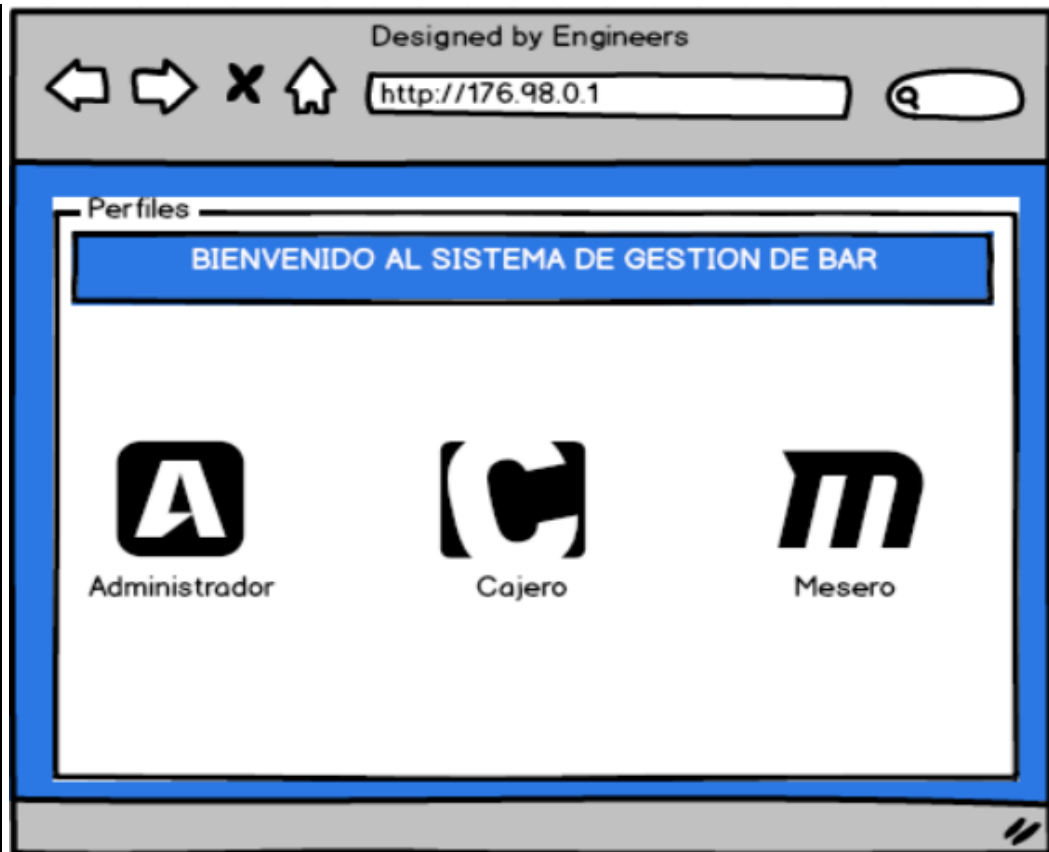 Designed by Engineers
http://176.98.0.1
Perfiles
BIENVENIDO AL SISTEMA DE GESTION DE BAR
A
C
m
Administrador
Cajero
Mesero